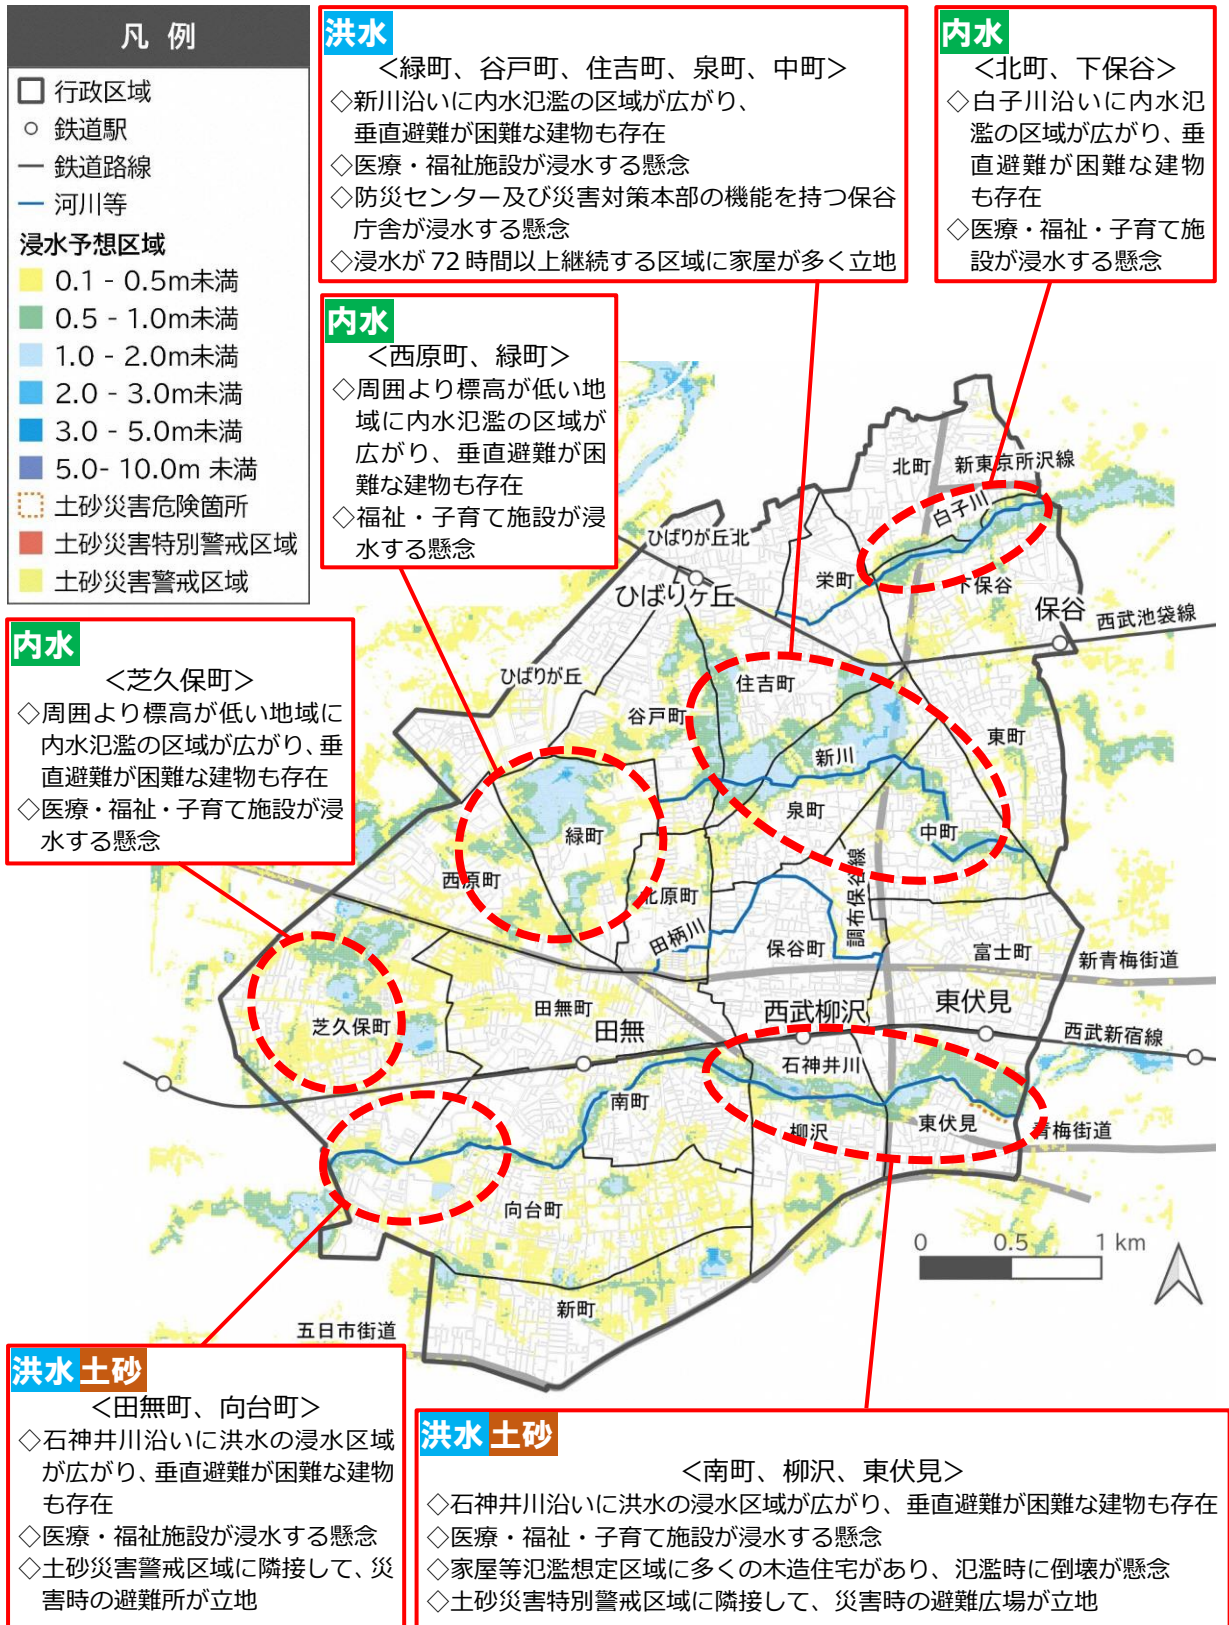 凡 例
行政区域
鉄道駅
鉄道路線
河川等
浸水予想区域
0.1 - 0.5m未満
0.5 - 1.0m未満
1.0 - 2.0m未満
2.0 - 3.0m未満
3.0 - 5.0m未満
5.0- 10.0m 未満
土砂災害危険箇所
土砂災害特別警戒区域
土砂災害警戒区域
洪水
<緑町、谷戸町、住吉町、泉町、中町>
◇新川沿いに内水氾濫の区域が広がり、
垂直避難が困難な建物も存在
◇医療・福祉施設が浸水する懸念
◇防災センター及び災害対策本部の機能を持つ保谷
庁舎が浸水する懸念
◇浸水が 72 時間以上継続する区域に家屋が多く立地
内水
<北町、下保谷>
◇白子川沿いに内水氾
濫の区域が広がり、垂
直避難が困難な建物
も存在
◇医療・福祉・子育て施
設が浸水する懸念
内水
<西原町、緑町>
◇周囲より標高が低い地
域に内水氾濫の区域が
広がり、垂直避難が困
難な建物も存在
◇福祉・子育て施設が浸
水する懸念
内水
<芝久保町>
◇周囲より標高が低い地域に
内水氾濫の区域が広がり、垂
直避難が困難な建物も存在
◇医療・福祉・子育て施設が浸
水する懸念
北町
新東京所沢線
白子川
ひばりが丘北
栄町
下保谷
ひばりヶ丘
保谷
西武池袋線
ひばりが丘
住吉町
谷戸町
東町
新川
泉町
緑町
中町
西原町
北原町
調布保谷線
田柄川
保谷町
富士町
新青梅街道
田無町
西武柳沢
東伏見
芝久保町
田無
西武新宿線
石神井川
南町
柳沢
東伏見
青梅街道
向台町
0
0.5
1 km
新町
五日市街道
洪水 土砂
<田無町、向台町>
◇石神井川沿いに洪水の浸水区域
が広がり、垂直避難が困難な建物
も存在
◇医療・福祉施設が浸水する懸念
◇土砂災害警戒区域に隣接して、災
害時の避難所が立地
洪水 土砂
<南町、柳沢、東伏見>
◇石神井川沿いに洪水の浸水区域が広がり、垂直避難が困難な建物も存在
◇医療・福祉・子育て施設が浸水する懸念
◇家屋等氾濫想定区域に多くの木造住宅があり、氾濫時に倒壊が懸念
◇土砂災害特別警戒区域に隣接して、災害時の避難広場が立地